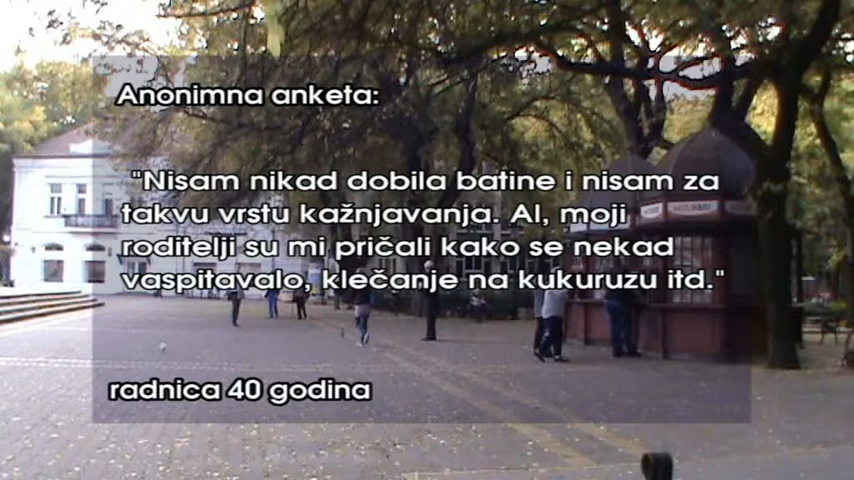 Anonimna anketa:
"Nisam nikad dobila batine i nisam za
takvu vrstu kažnjavanja. Al, moji
roditelji su mi pričali kako se nekad
vaspitavalo, klečanje na kukuruzu itd."
radnica 40 godina